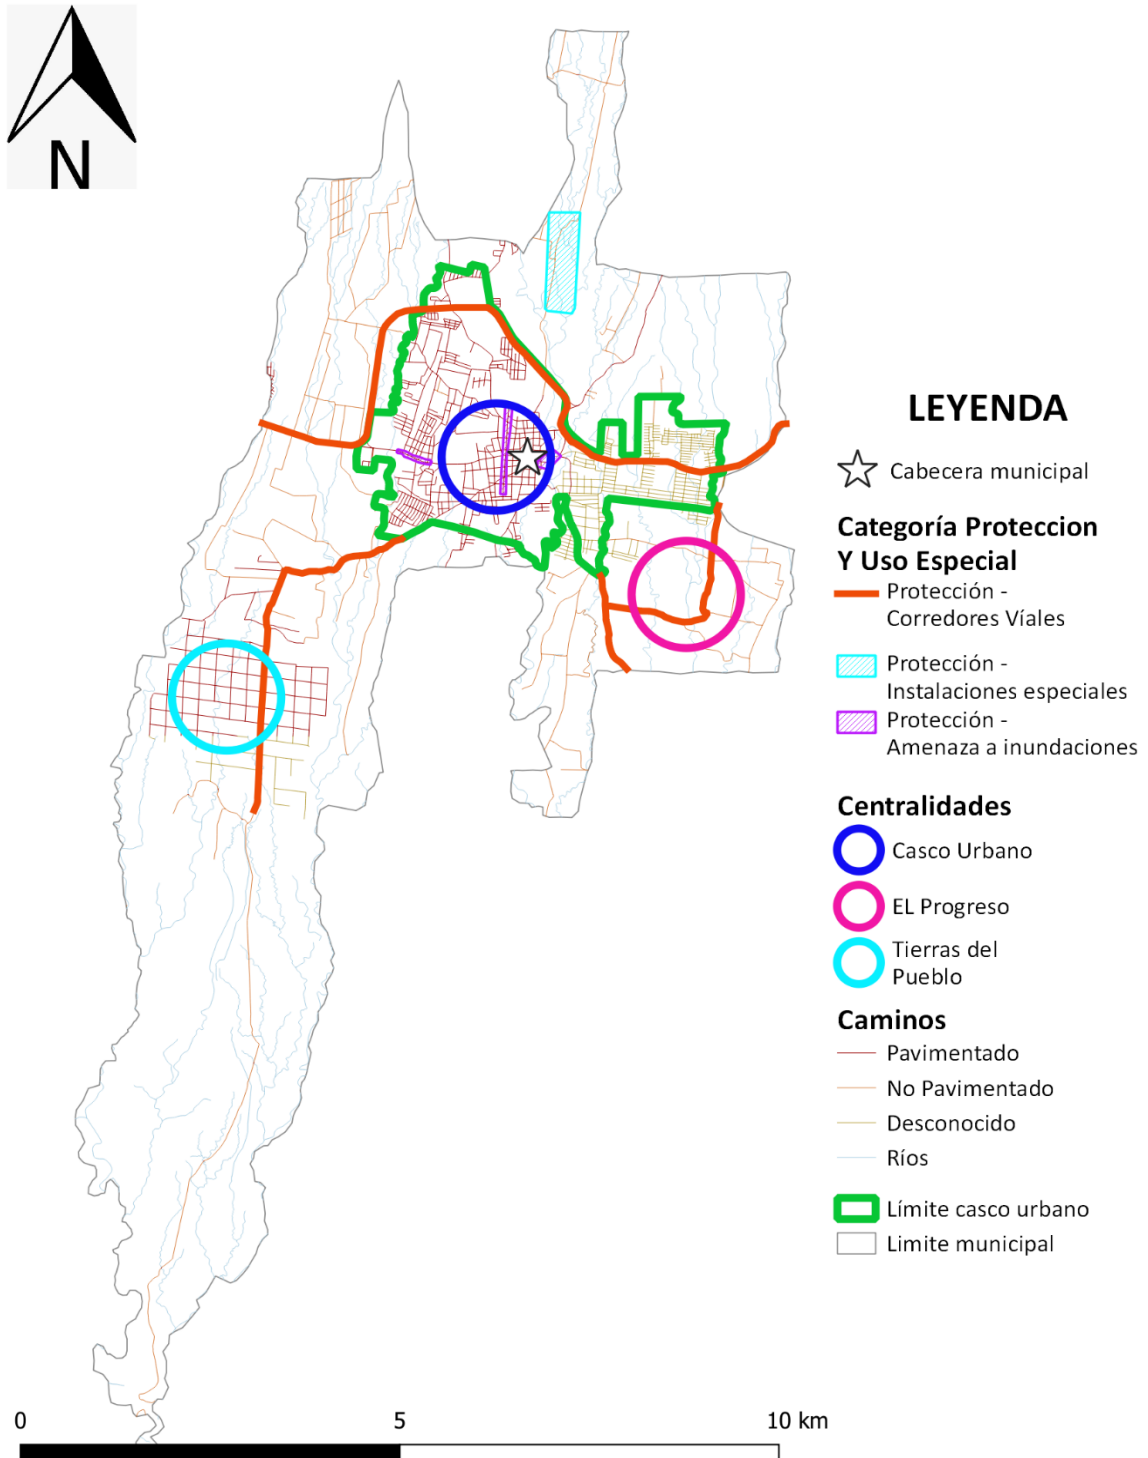 N
LEYENDA
Cabecera municipal
Categoría Proteccion
Y Uso Especial
Protección -
Corredores Víales
Protección -
Instalaciones especiales
Protección -
Amenaza a inundaciones
Centralidades
Casco Urbano
EL Progreso
Tierras del
Pueblo
Caminos
Pavimentado
No Pavimentado
Desconocido
Ríos
Límite casco urbano
Limite municipal
0 5 10 km